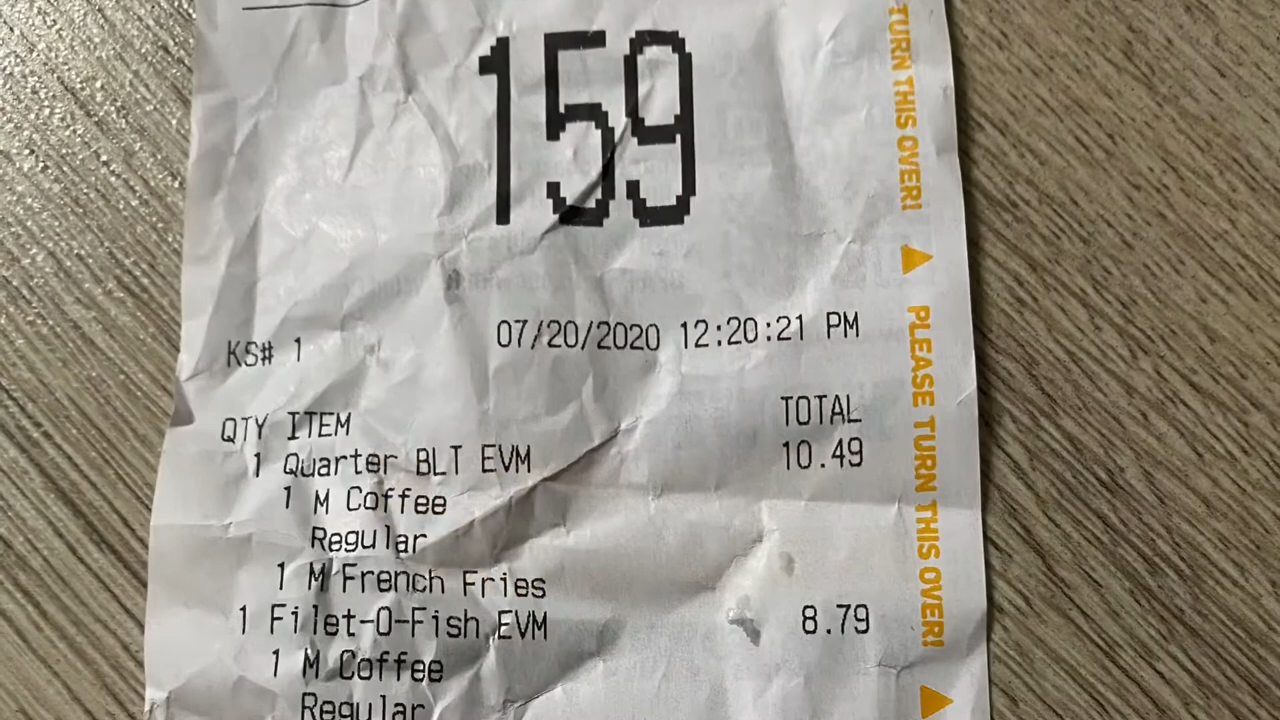 159
KS# 1 07/20/2020 12:20:21 PM
QTY ITEM TOTAL
1 Quarter BLT EVM 10.49
1 M Coffee
Regular
1 M French Fries
1 Filet-O-Fish EVM 8.79
1 M Coffee
Regular
TURN THIS OVER!
PLEASE TURN THIS OVER!